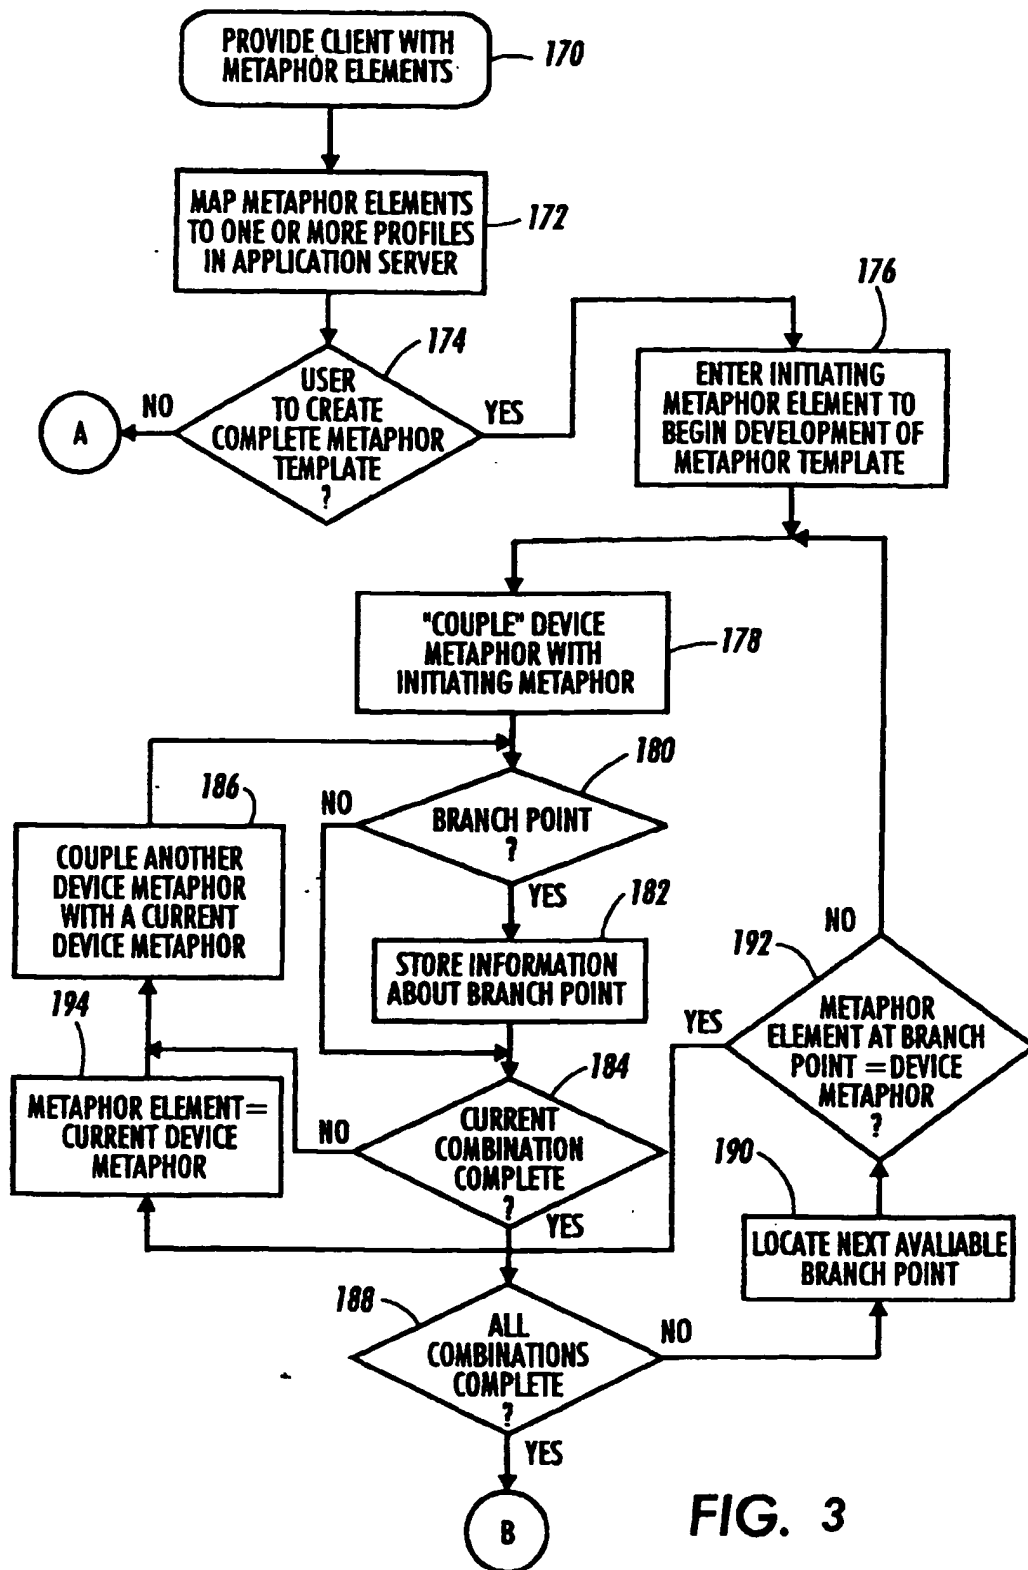 PROVIDE CLIENT WITH
METAPHOR ELEMENTS
170
MAP METAPHOR ELEMENTS
TO ONE OR MORE PROFILES
IN APPLICATION SERVER
172
174
USER
TO CREATE
COMPLETE METAPHOR
TEMPLATE
?
NO
A
YES
176
ENTER INITIATING
METAPHOR ELEMENT TO
BEGIN DEVELOPMENT OF
METAPHOR TEMPLATE
"COUPLE" DEVICE
METAPHOR WITH
INITIATING METAPHOR
178
180
BRANCH POINT
?
NO
YES
186
COUPLE ANOTHER
DEVICE METAPHOR
WITH A CURRENT
DEVICE METAPHOR
182
STORE INFORMATION
ABOUT BRANCH POINT
194
METAPHOR ELEMENT=
CURRENT DEVICE
METAPHOR
184
CURRENT
COMBINATION
COMPLETE
?
NO
YES
192
METAPHOR
ELEMENT AT BRANCH
POINT = DEVICE
METAPHOR
?
NO
YES
190
LOCATE NEXT AVALIABLE
BRANCH POINT
188
ALL
COMBINATIONS
COMPLETE
?
NO
YES
B
FIG. 3